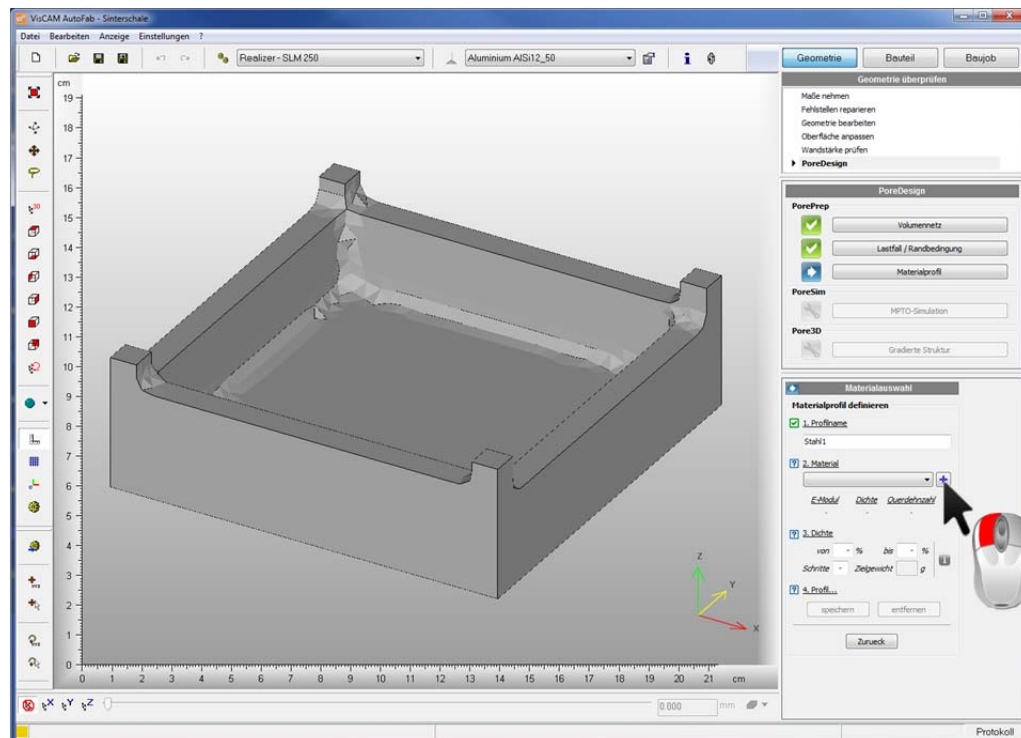 VisCAM AutoFab - Sinterschale
Datei Bearbeiten Anzeige Einstellungen ?
Realizer - SLM 250
Aluminium AlSi12_50
Geometrie Bauteil Baujob
Geometrie überprüfen
Maße nehmen
Fehlstellen reparieren
Geometrie bearbeiten
Oberfläche anpassen
Wandstärke prüfen
PoreDesign
PoreDesign
PorePrep
Volumennetz
Lastfall / Randbedingung
Materialprofil
PoreSim
MPTO-Simulation
Pore3D
Gradierte Struktur
Materialauswahl
Materialprofil definieren
1. Profilname
Stahl1
2. Material
E-Modul Dichte Querdehnzahl
- - -
3. Dichte
von - % bis - %
Schritte - Zielgewicht g
4. Profil...
speichern entfernen
Zurueck
cm
19
18
17
16
15
14
13
12
11
10
9
8
7
6
5
4
3
2
1
0
0 1 2 3 4 5 6 7 8 9 10 11 12 13 14 15 16 17 18 19 20 21 cm
Z
Y
X
3D
X Y Z
0.000 mm
Protokoll